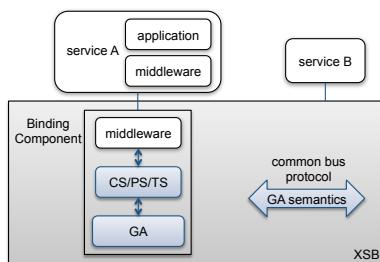 service A
application
middleware
service B
Binding
Component
middleware
CS/PS/TS
GA
common bus
protocol
GA semantics
XSB